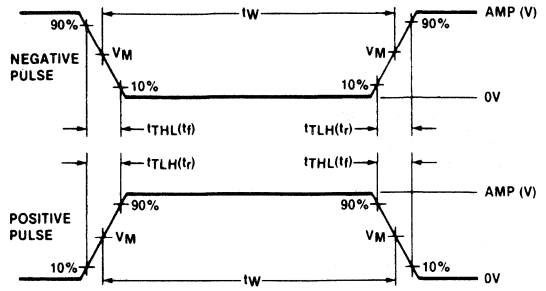 90% tW 90% AMP (V)
NEGATIVE PULSE VM VM
10% 10% 0V
tTHL(tf) tTLH(tr)
tTLH(tr) tTHL(tf)
AMP (V)
90% 90%
POSITIVE PULSE VM VM
10% tW 10% 0V